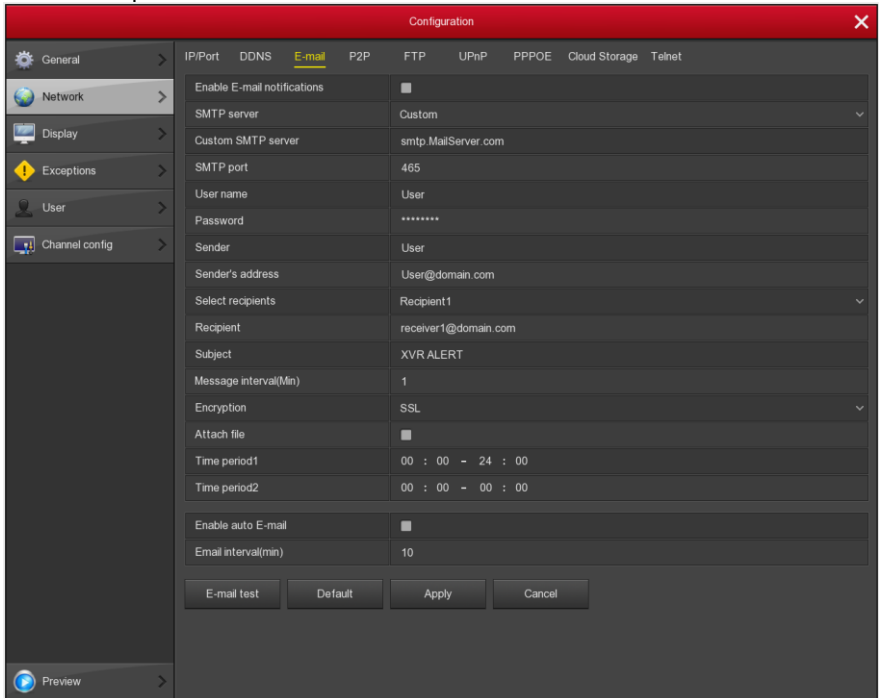 Configuration
General
Network
Display
Exceptions
User
Channel config
Preview
IP/Port DDNS E-mail P2P FTP UPnP PPPOE Cloud Storage Telnet
Enable E-mail notifications
SMTP server Custom
Custom SMTP server smtp.MailServer.com
SMTP port 465
User name User
Password ********
Sender User
Sender's address User@domain.com
Select recipients Recipient1
Recipient receiver1@domain.com
Subject XVR ALERT
Message interval(Min) 1
Encryption SSL
Attach file
Time period1 00 : 00 - 24 : 00
Time period2 00 : 00 - 00 : 00
Enable auto E-mail
Email interval(min) 10
E-mail test Default Apply Cancel